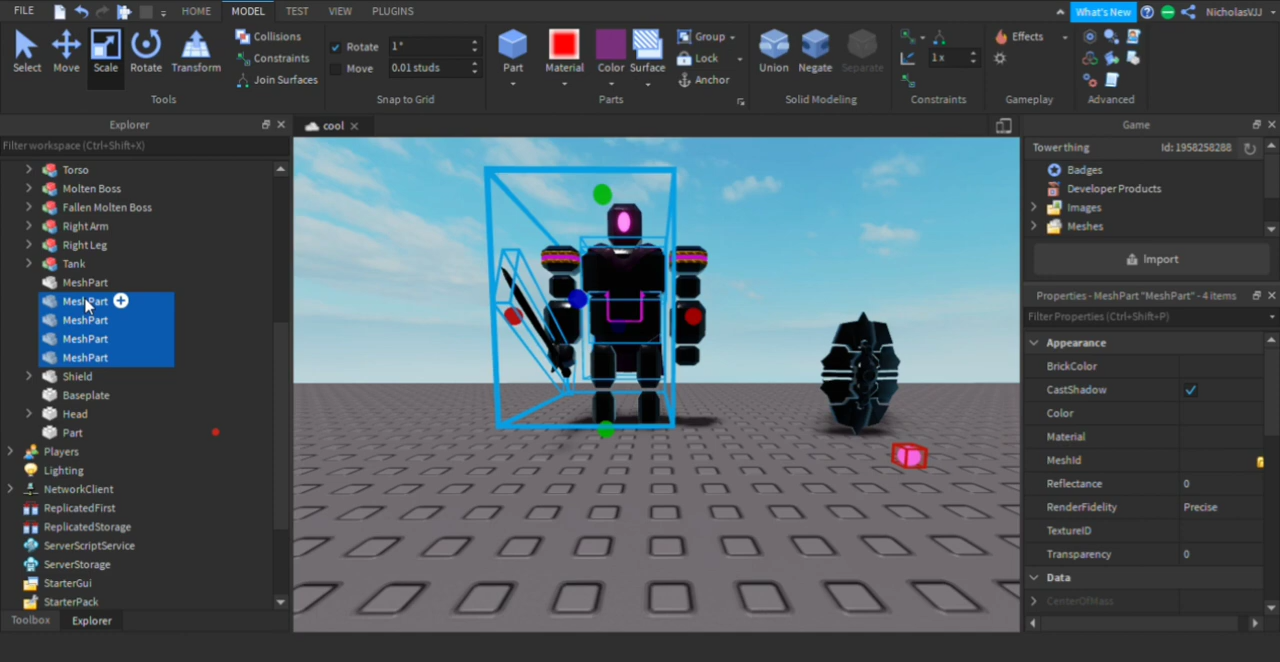 FILE HOME MODEL TEST VIEW PLUGINS What's New NicholasVJJ
Select Move Scale Rotate Transform
Collisions
Constraints
Join Surfaces
Tools
Rotate 1°
Move 0.01 studs
Snap to Grid
Part Material Color Surface
Group
Lock
Anchor
Parts
Union Negate Separate
Solid Modeling
1x
Constraints
Effects
Gameplay
Advanced
Explorer
Filter workspace (Ctrl+Shift+X)
Torso
Molten Boss
Fallen Molten Boss
Right Arm
Right Leg
Tank
MeshPart
MeshPart
MeshPart
MeshPart
MeshPart
Shield
Baseplate
Head
Part
Players
Lighting
NetworkClient
ReplicatedFirst
ReplicatedStorage
ServerScriptService
ServerStorage
StarterGui
StarterPack
Toolbox Explorer
cool
Game
Tower thing Id: 1958258288
Badges
Developer Products
Images
Meshes
Import
Properties - MeshPart "MeshPart" - 4 items
Filter Properties (Ctrl+Shift+P)
Appearance
BrickColor
CastShadow
Color
Material
MeshId
Reflectance 0
RenderFidelity Precise
TextureID
Transparency 0
Data
CenterOfMass